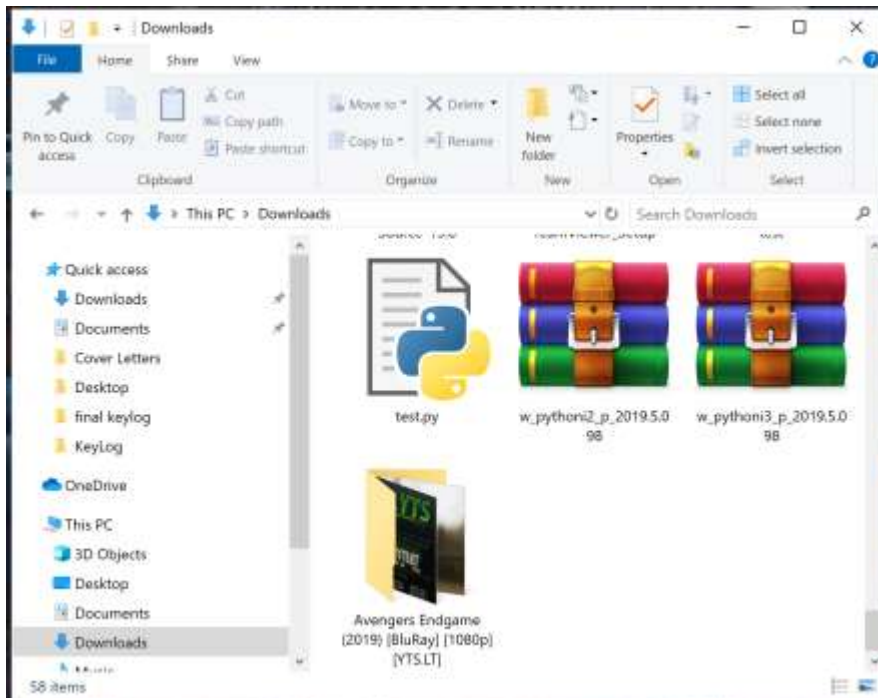 Downloads
File Home Share View
Pin to Quick access
Copy
Paste
Cut
Copy path
Paste shortcut
Clipboard
Move to
Copy to
Delete
Rename
Organize
New folder
New
Properties
Open
Select all
Select none
Invert selection
Select
This PC > Downloads
Search Downloads
Quick access
Downloads
Documents
Cover Letters
Desktop
final keylog
KeyLog
OneDrive
This PC
3D Objects
Desktop
Documents
Downloads
test.py
w_pythoni2_p_2019.5.0
98
w_pythoni3_p_2019.5.0
98
YTS
Avengers Endgame
(2019) [BluRay] [1080p]
[YTS.LT]
58 items